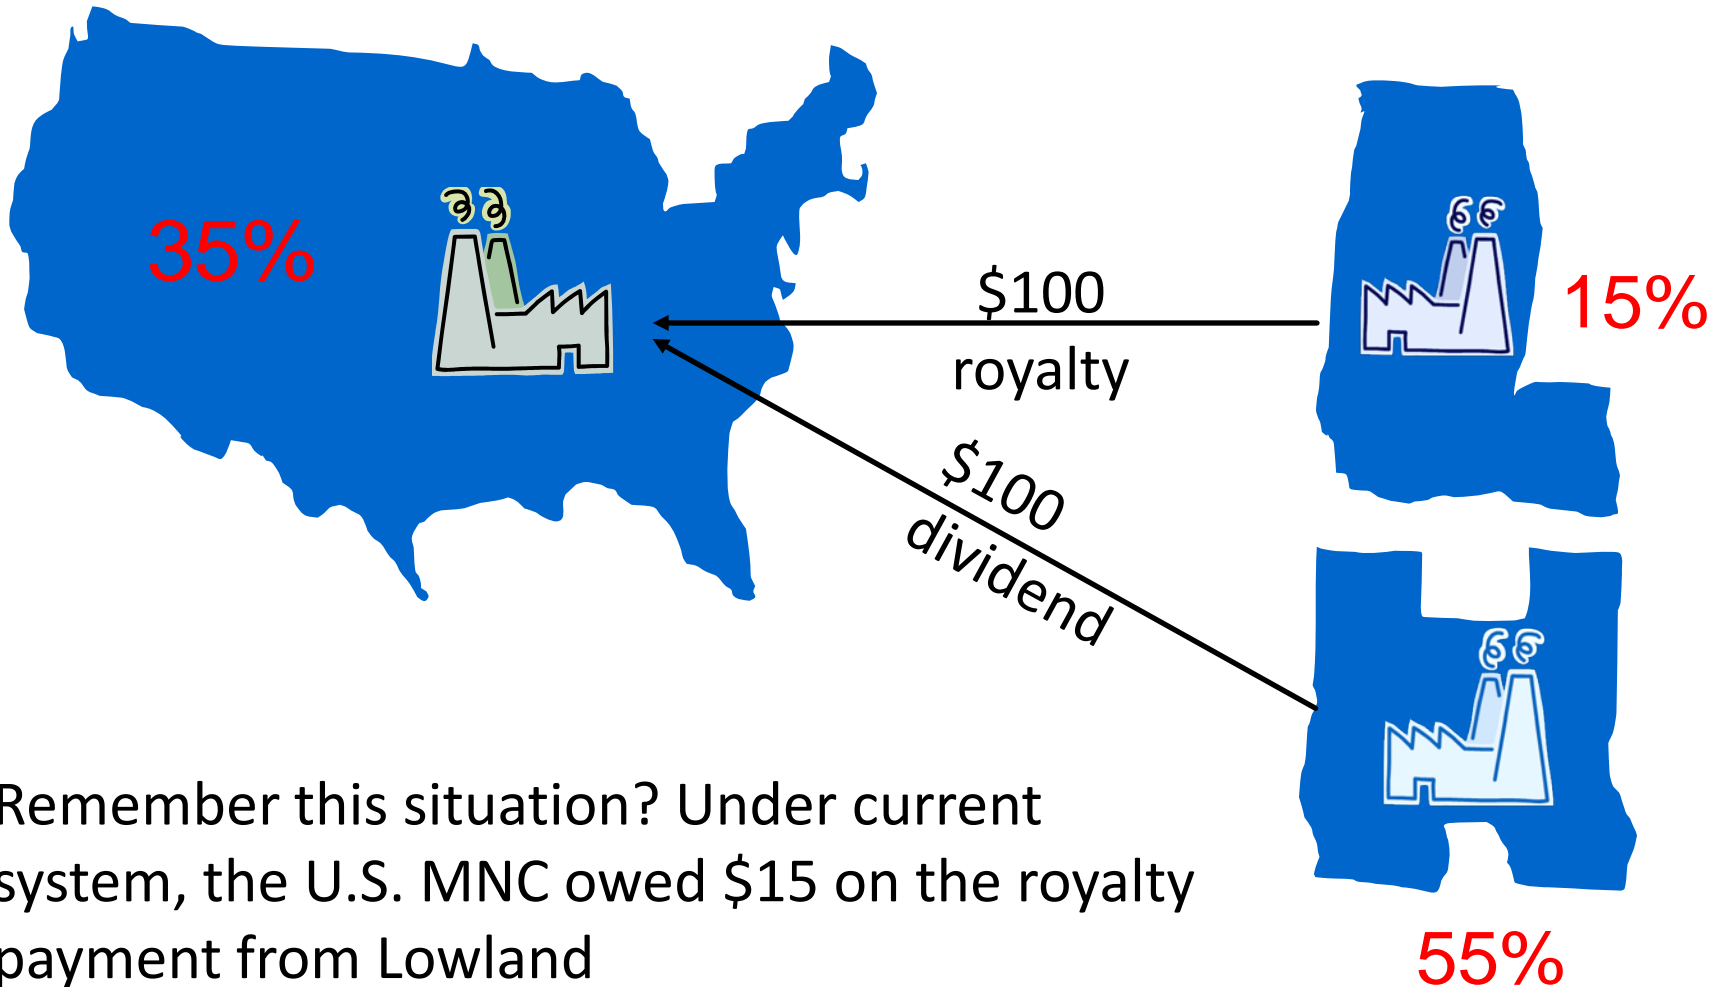 35%
$100
royalty
15%
$100
dividend
Remember this situation? Under current
system, the U.S. MNC owed $15 on the royalty
payment from Lowland
55%